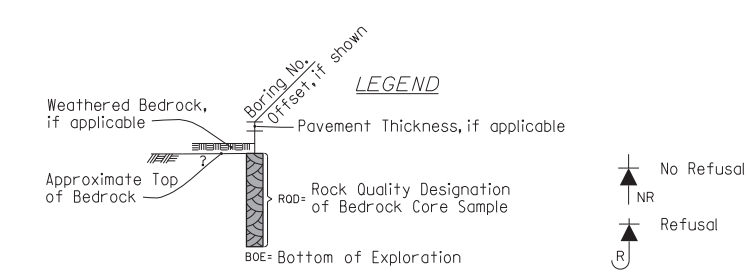 Boring No.
Offset, if shown
LEGEND
Weathered Bedrock,
if applicable
Pavement Thickness, if applicable
?
Approximate Top
of Bedrock
RQD= Rock Quality Designation
of Bedrock Core Sample
BOE= Bottom of Exploration
No Refusal
NR
Refusal
R